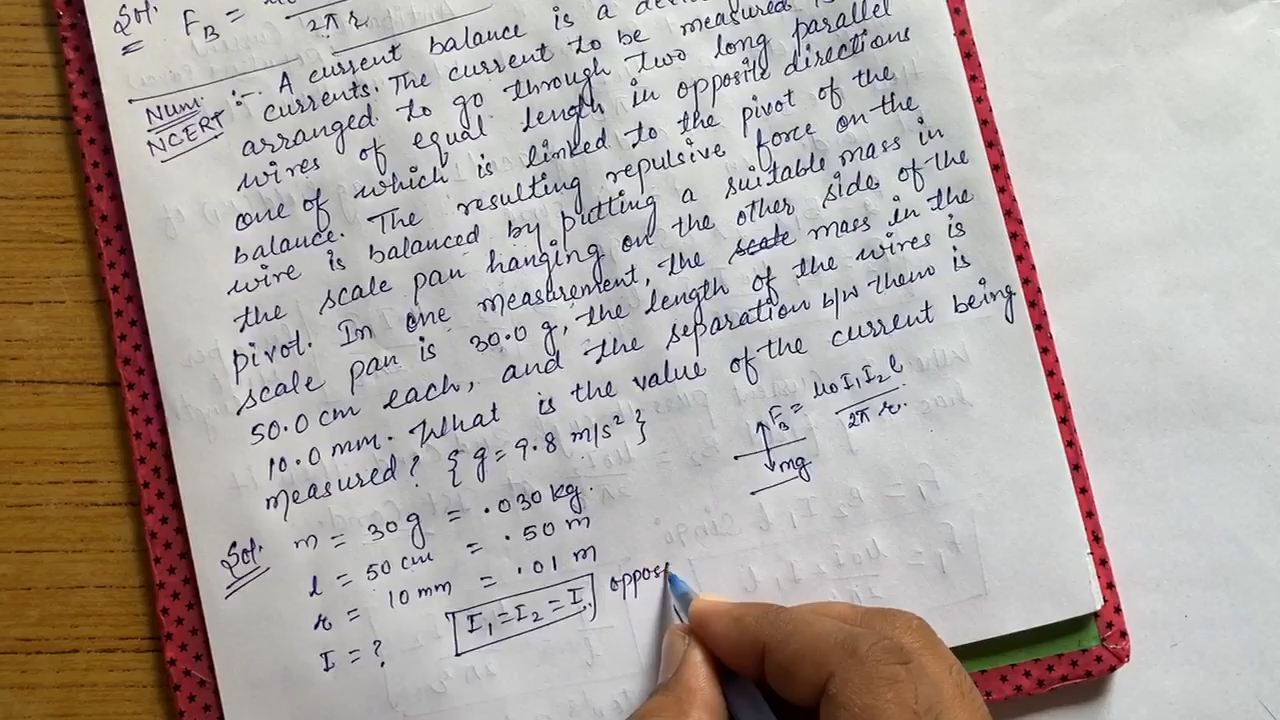 Sol.
F_B =
2π r
A current balance is a
Num. :-
currents. The current to be measured
NCERT
arranged to go through two long parallel
wires of equal length in opposite directions
one of which is linked to the pivot of the
balance. The resulting repulsive force on the
wire is balanced by putting a suitable mass in
the scale pan hanging on the other side of the
pivot. In one measurement, the scale mass in the
scale pan is 30.0 g, the length of the wires is
50.0 cm each, and the separation b/w them is
10.0 mm. What is the value of the current being
measured? { g = 9.8 m/s² }
F_B = μ₀ I₁ I₂ l
2π r.
mg
Sol.
m = 30 g = .030 kg.
l = 50 cm = .50 m
r = 10 mm = .01 m
I = ?
I₁ = I₂ = I,
oppos